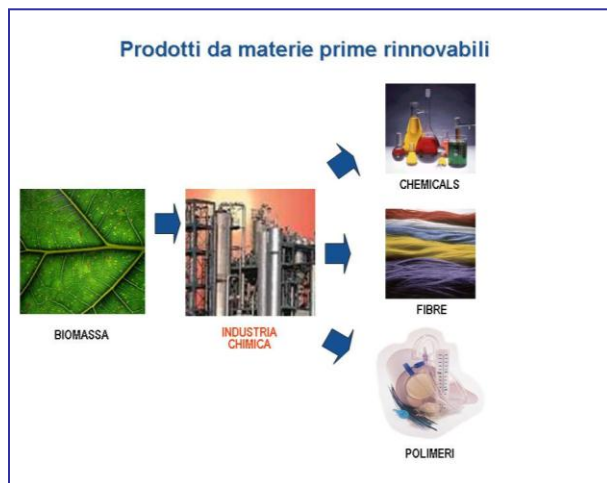 Prodotti da materie prime rinnovabili
CHEMICALS
BIOMASSA
INDUSTRIA
CHIMICA
FIBRE
POLIMERI